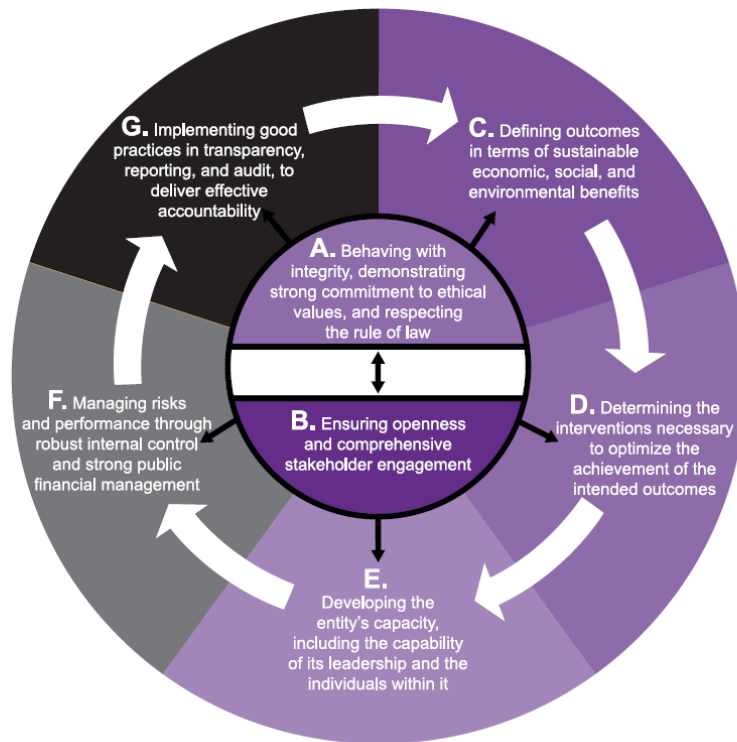 G. Implementing good
practices in transparency,
reporting, and audit, to
deliver effective
accountability
C. Defining outcomes
in terms of sustainable
economic, social, and
environmental benefits
A. Behaving with
integrity, demonstrating
strong commitment to ethical
values, and respecting
the rule of law
B. Ensuring openness
and comprehensive
stakeholder engagement
D. Determining the
interventions necessary
to optimize the
achievement of the
intended outcomes
E.
Developing the
entity's capacity,
including the capability
of its leadership and the
individuals within it
F. Managing risks
and performance through
robust internal control
and strong public
financial management